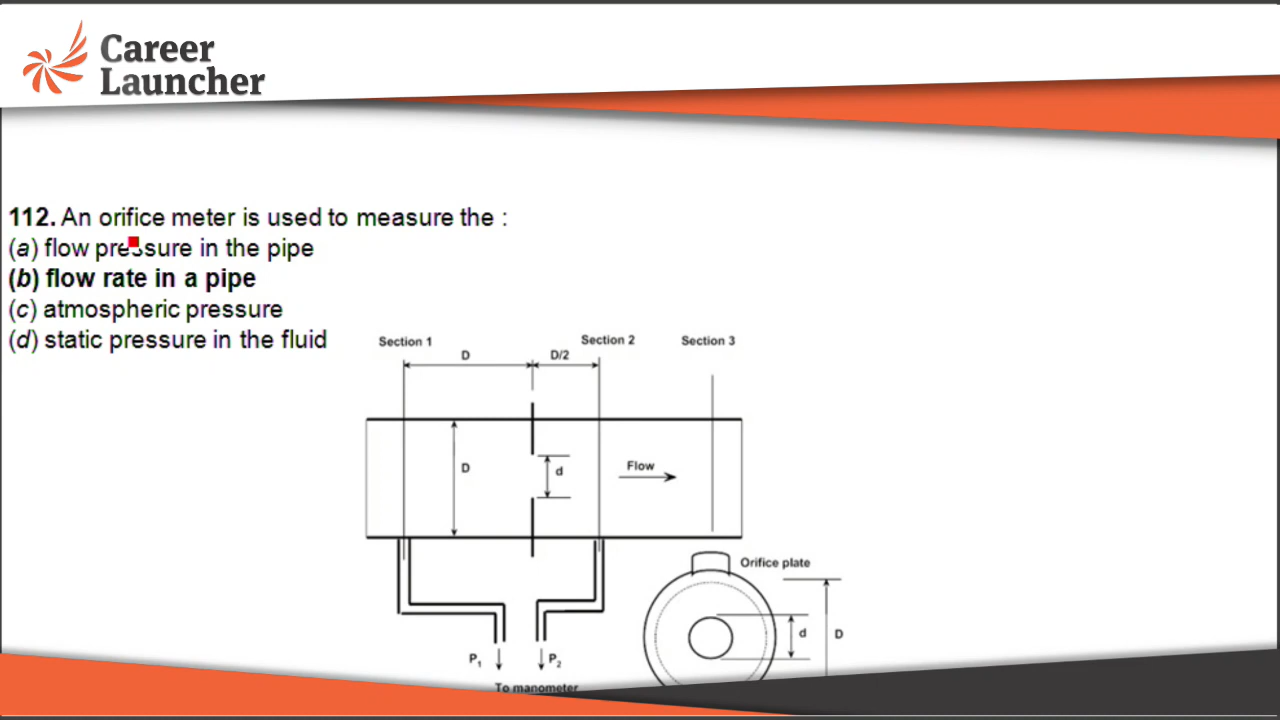 Career
Launcher
112. An orifice meter is used to measure the :
(a) flow pressure in the pipe
(b) flow rate in a pipe
(c) atmospheric pressure
(d) static pressure in the fluid
Section 1
Section 2
Section 3
D
D/2
D
d
Flow
Orifice plate
d
D
P1
P2
To manometer